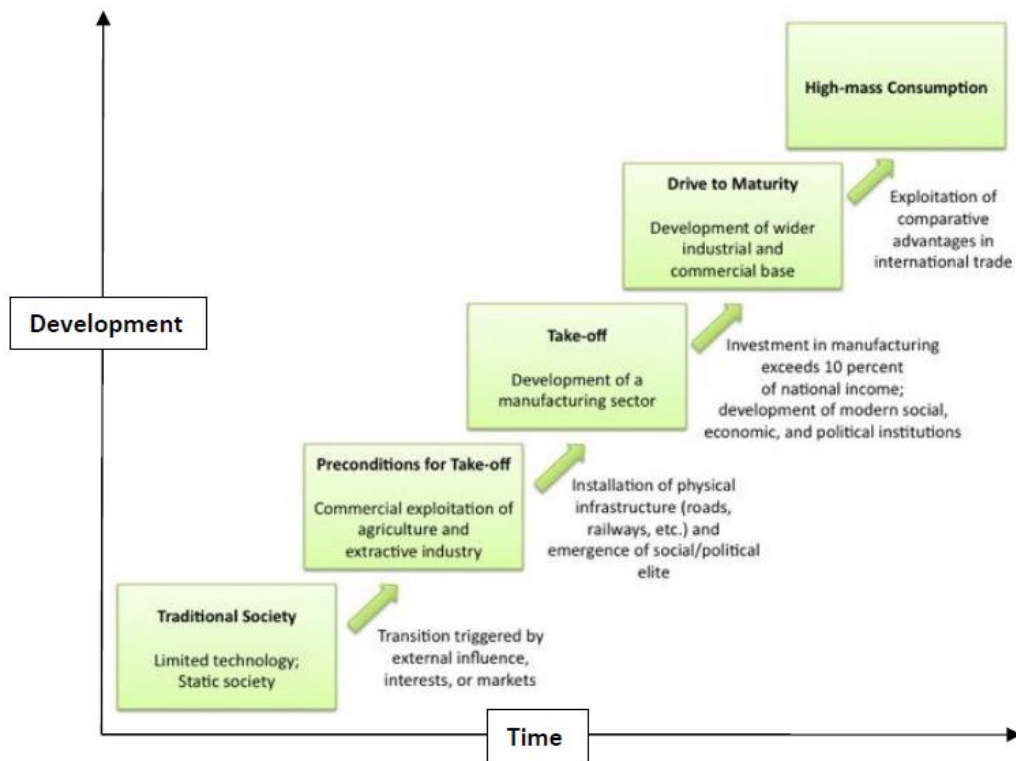 High-mass Consumption
Drive to Maturity
Development of wider
industrial and
commercial base
Exploitation of
comparative
advantages in
international trade
Development
Take-off
Development of a
manufacturing sector
Investment in manufacturing
exceeds 10 percent
of national income;
development of modern social,
economic, and political institutions
Preconditions for Take-off
Commercial exploitation of
agriculture and
extractive industry
Installation of physical
infrastructure (roads,
railways, etc.) and
emergence of social/political
elite
Traditional Society
Limited technology;
Static society
Transition triggered by
external influence,
interests, or markets
Time